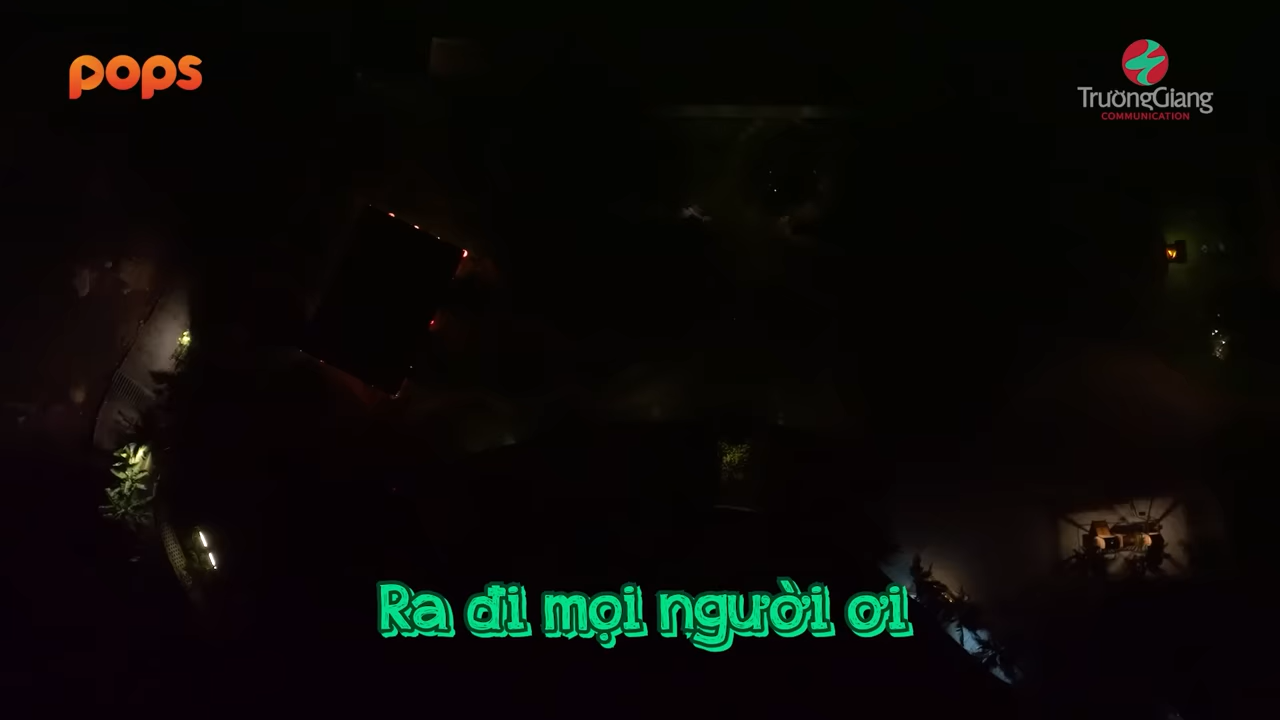 pops
TrườngGiang
COMMUNICATION
Ra đi mọi người ơi